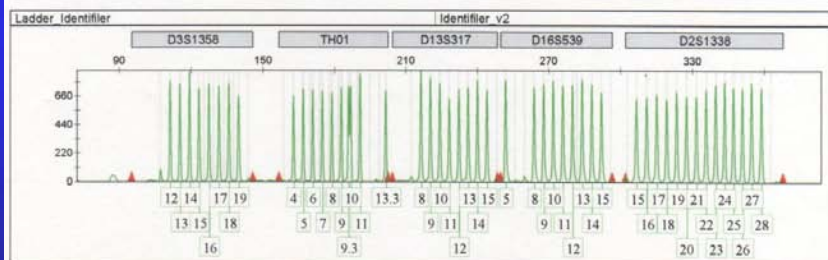 Ladder_Identifiler Identifiler_v2
D3S1358 TH01 D13S317 D16S539 D2S1338
90 150 210 270 330
660
440
220
0
12 14 17 19 4 6 8 10 13.3 8 10 13 15 5 8 10 13 15 15 17 19 21 24 27
13 15 18 5 7 9 11 9 11 14 9 11 14 16 18 22 25 28
16 9.3 12 12 20 23 26